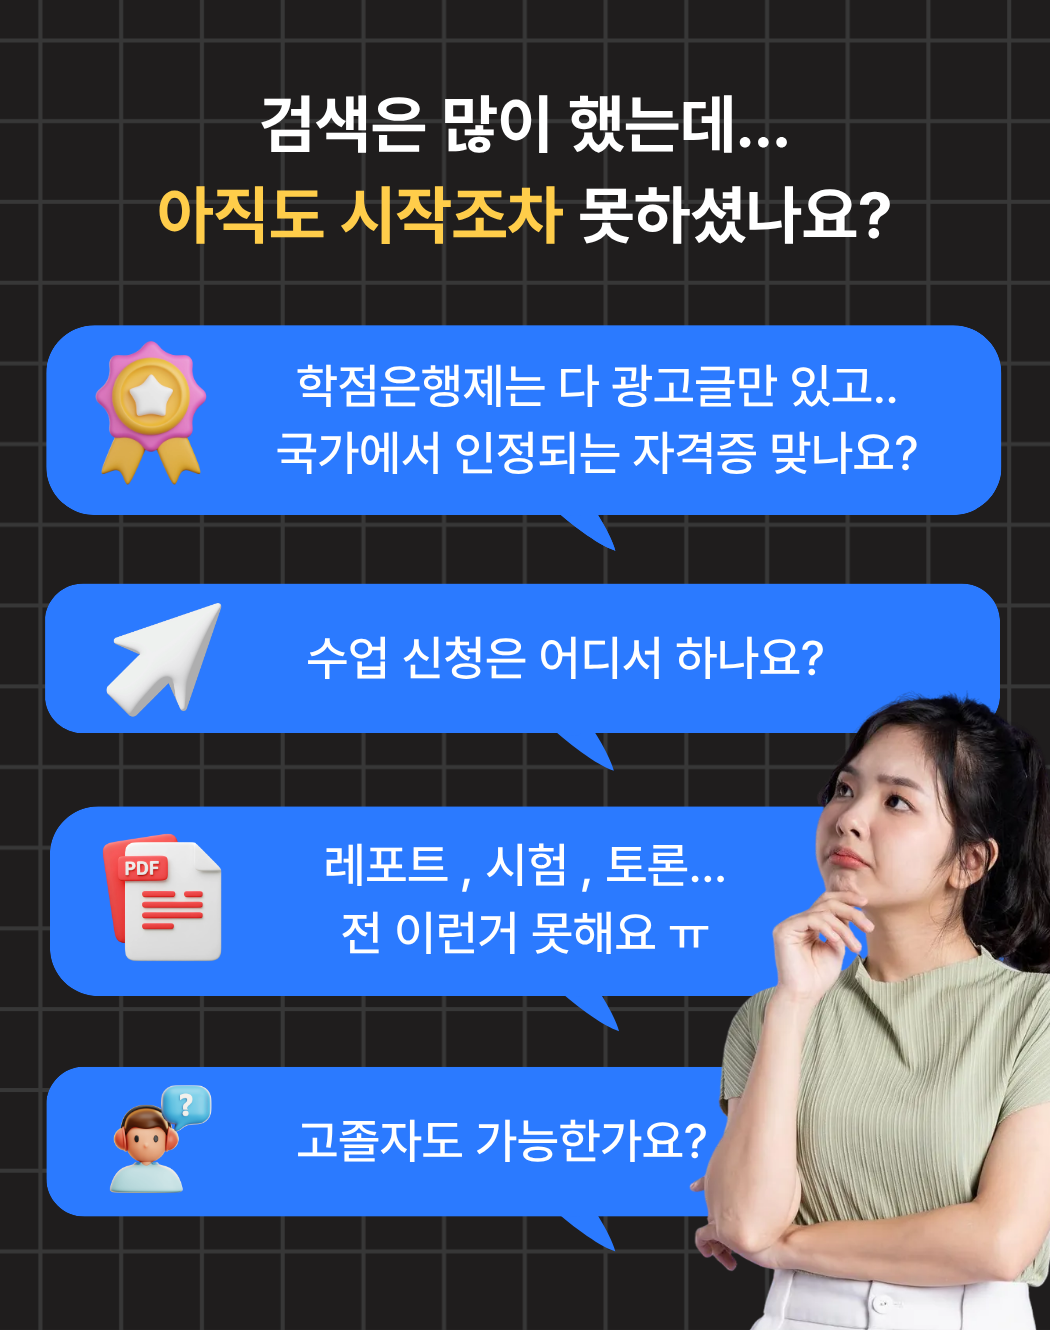 검색은 많이 했는데...
아직도 시작조차 못하셨나요?
학점은행제는 다 광고글만 있고..
국가에서 인정되는 자격증 맞나요?
수업 신청은 어디서 하나요?
PDF
레포트 , 시험 , 토론...
전 이런거 못해요 ㅠ
?
고졸자도 가능한가요?